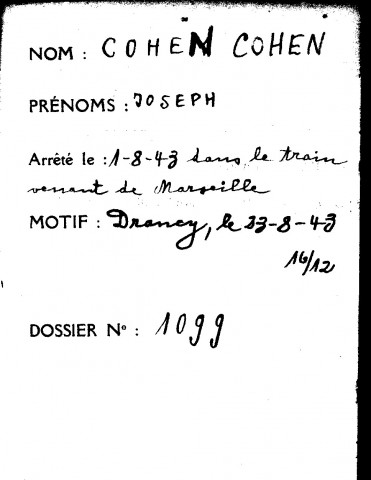 NOM : COHEN COHEN
PRÉNOMS : JOSEPH
Arrêté le : 1-8-43 dans le train
venant de Marseille
MOTIF : Drancy, le 23-8-43
16/12
DOSSIER N° : 1099